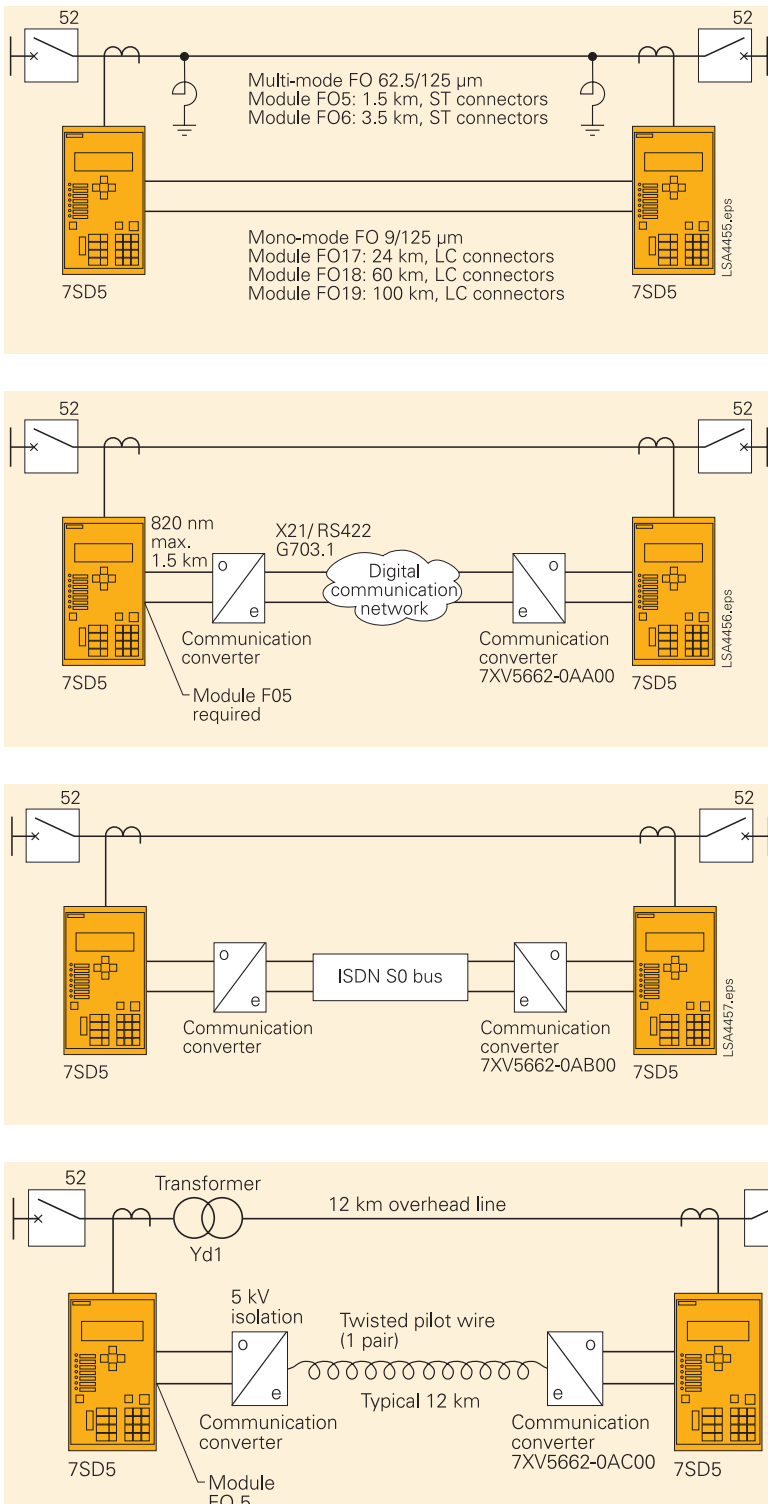 52
52
Multi-mode FO 62.5/125 μm
Module FO5: 1.5 km, ST connectors
Module FO6: 3.5 km, ST connectors
Mono-mode FO 9/125 μm
Module FO17: 24 km, LC connectors
Module FO18: 60 km, LC connectors
Module FO19: 100 km, LC connectors
7SD5
7SD5
LSA4455.eps
52
52
820 nm
max.
1.5 km
X21/ RS422
G703.1
o
e
Digital
communication
network
o
e
Communication
converter
Communication
converter
7XV5662-0AA00
7SD5
Module F05
required
7SD5
LSA4456.eps
52
52
o
e
ISDN S0 bus
o
e
Communication
converter
Communication
converter
7XV5662-0AB00
7SD5
7SD5
LSA4457.eps
52
Transformer
12 km overhead line
Yd1
5 kV
isolation
Twisted pilot wire
(1 pair)
o
e
Typical 12 km
o
e
Communication
converter
Communication
converter
7XV5662-0AC00
7SD5
7SD5
Module
FO 5